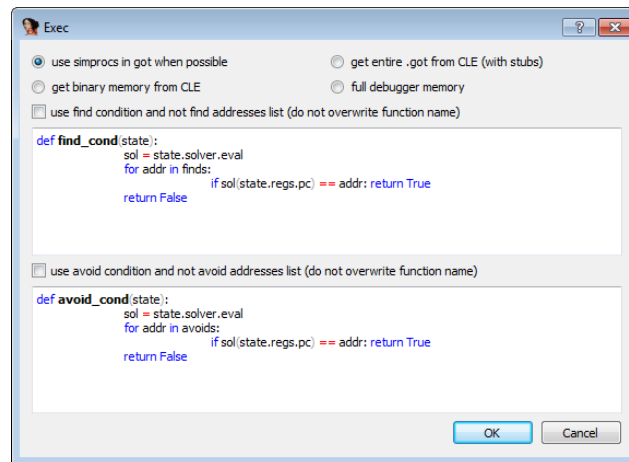 Exec
use simprocs in got when possible
get entire .got from CLE (with stubs)
get binary memory from CLE
full debugger memory
use find condition and not find addresses list (do not overwrite function name)
def find_cond(state):
sol = state.solver.eval
for addr in finds:
if sol(state.regs.pc) == addr: return True
return False
use avoid condition and not avoid addresses list (do not overwrite function name)
def avoid_cond(state):
sol = state.solver.eval
for addr in avoids:
if sol(state.regs.pc) == addr: return True
return False
OK
Cancel